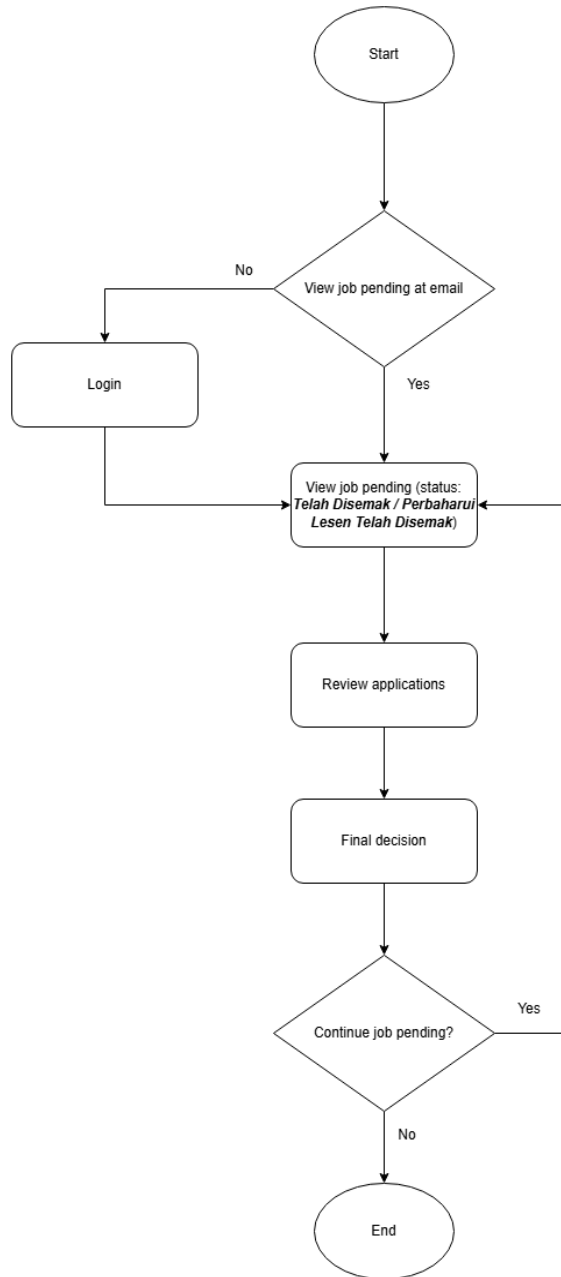 Start
View job pending at email
No
Login
Yes
View job pending (status:
Telah Disemak / Perbaharui
Lesen Telah Disemak)
Review applications
Final decision
Continue job pending?
Yes
No
End